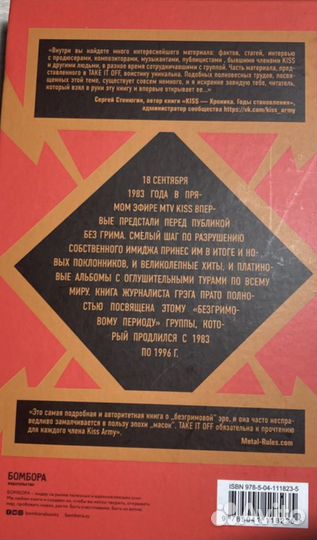 «Внутри вы найдете много интереснейшего материала: фактов, статей, интервью
с продюсерами, композиторами, музыкантами, публицистами , бывшими членами KISS
и другими людьми, в разное время сотрудничавшими с группой. Часть материала, пред-
ставленного в TAKE IT OFF, воистину уникальна. Подобных полновесных трудов, посвя-
щенных этой теме, существует совсем немного, и я искренне завидую тебе, читатель,
который взял в руки эту книгу и впервые открывает ее...»
Сергей Стенюгин, автор книги «KISS — Хроника. Годы становления»,
администратор сообщества https://vk.com/kiss_army
18 СЕНТЯБРЯ
1983 ГОДА В ПРЯ-
МОМ ЭФИРЕ MTV KISS ВПЕР-
ВЫЕ ПРЕДСТАЛИ ПЕРЕД ПУБЛИКОЙ
БЕЗ ГРИМА. СМЕЛЫЙ ШАГ ПО РАЗРУШЕНИЮ
СОБСТВЕННОГО ИМИДЖА ПРИНЕС ИМ В ИТОГЕ И НО-
ВЫХ ПОКЛОННИКОВ, И ВЕЛИКОЛЕПНЫЕ ХИТЫ, И ПЛАТИНО-
ВЫЕ АЛЬБОМЫ С ОГЛУШИТЕЛЬНЫМИ ТУРАМИ ПО ВСЕМУ
МИРУ. КНИГА ЖУРНАЛИСТА ГРЭГА ПРАТО ПОЛНО-
СТЬЮ ПОСВЯЩЕНА ЭТОМУ «БЕЗГРИМО-
ВОМУ ПЕРИОДУ» ГРУППЫ, КОТО-
РЫЙ ПРОДЛИЛСЯ С 1983
ПО 1996 Г.
«Это самая подробная и авторитетная книга о „безгримовой" эре, и она часто неспра-
ведливо замалчивается в пользу эпохи „масок". TAKE IT OFF обязательна к прочтению
для каждого члена Kiss Army».
Metal-Rules.com
БОМБОРА
ИЗДАТЕЛЬСТВО
bombora.ru
ISBN 978-5-04-111823-5
Avito